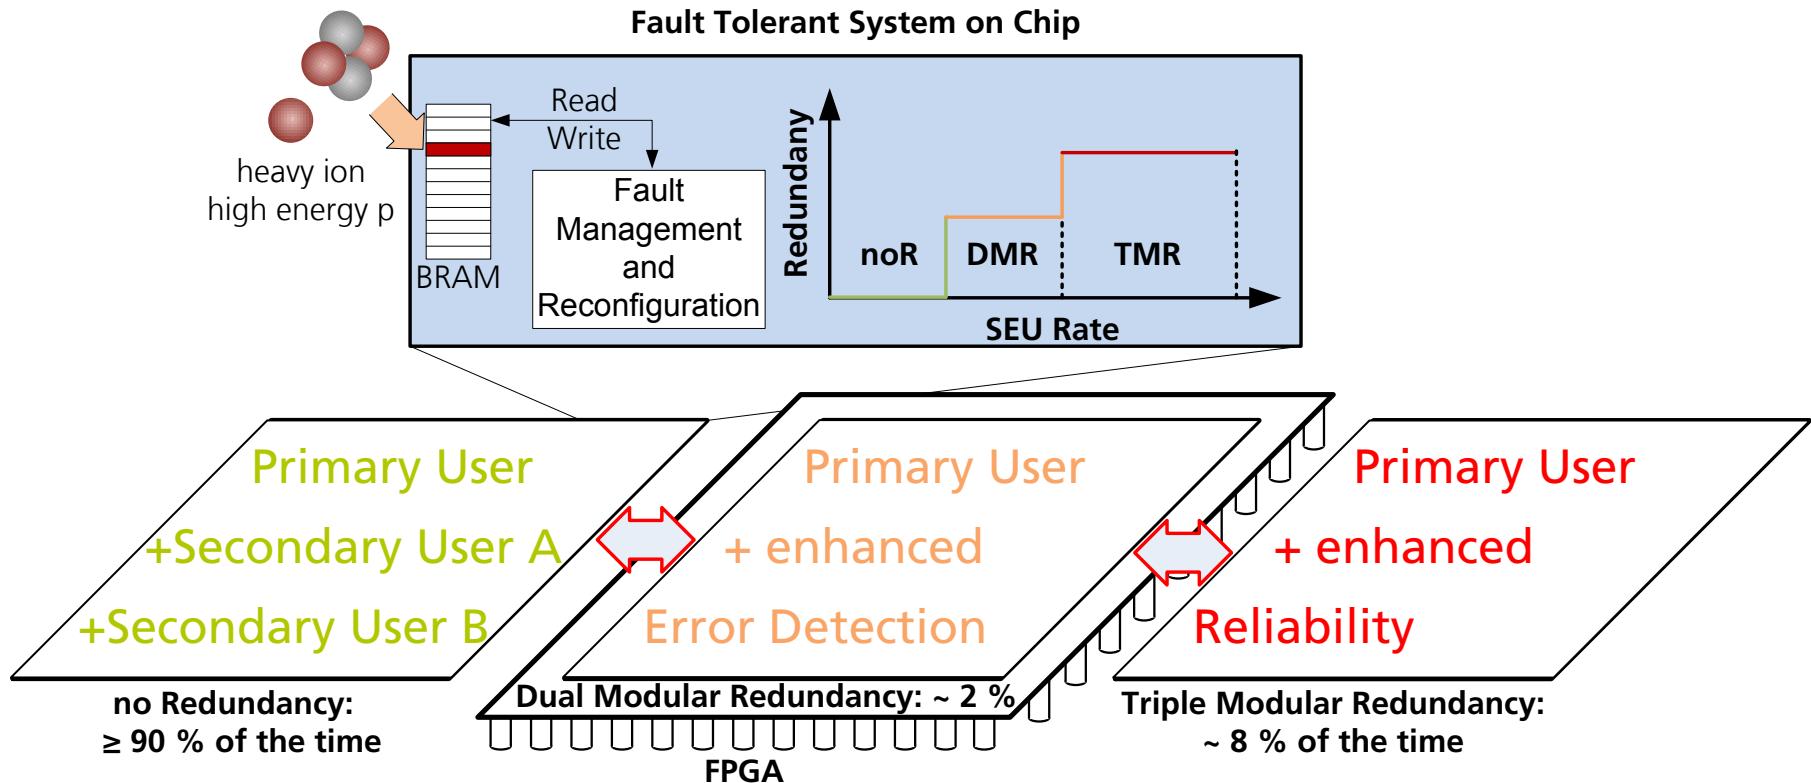 Fault Tolerant System on Chip
heavy ion
high energy p
BRAM
Read
Write
Fault
Management
and
Reconfiguration
Redundany
noR
DMR
TMR
SEU Rate
Primary User
+Secondary User A
+Secondary User B
no Redundancy:
≥ 90 % of the time
Primary User
+ enhanced
Error Detection
Dual Modular Redundancy: ~ 2 %
FPGA
Primary User
+ enhanced
Reliability
Triple Modular Redundancy:
~ 8 % of the time